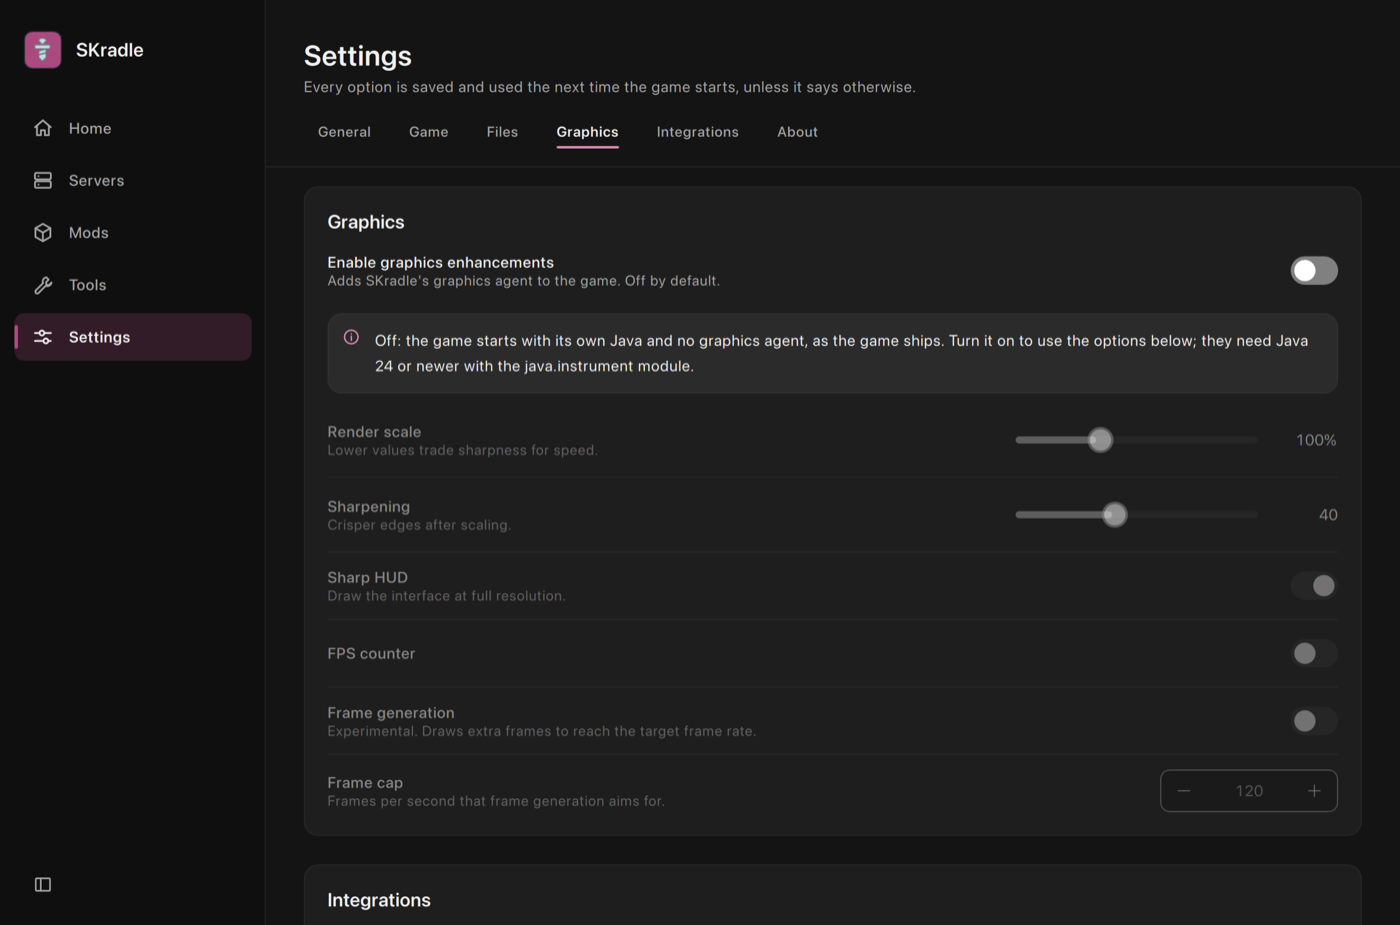 SKradle
Home
Servers
Mods
Tools
Settings
Settings
Every option is saved and used the next time the game starts, unless it says otherwise.
General
Game
Files
Graphics
Integrations
About
Graphics
Enable graphics enhancements
Adds SKradle's graphics agent to the game. Off by default.
Off: the game starts with its own Java and no graphics agent, as the game ships. Turn it on to use the options below; they need Java
24 or newer with the java.instrument module.
Render scale
Lower values trade sharpness for speed.
100%
Sharpening
Crisper edges after scaling.
40
Sharp HUD
Draw the interface at full resolution.
FPS counter
Frame generation
Experimental. Draws extra frames to reach the target frame rate.
Frame cap
Frames per second that frame generation aims for.
120
Integrations